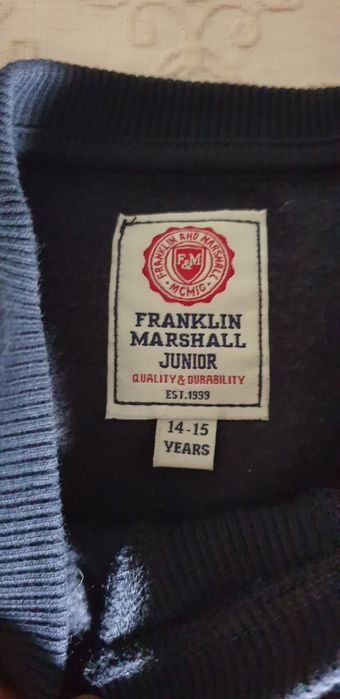 FRANKLIN AND MARSHALL
F&M
MCMIC
FRANKLIN
MARSHALL
JUNIOR
QUALITY & DURABILITY
EST.1999
14-15
YEARS